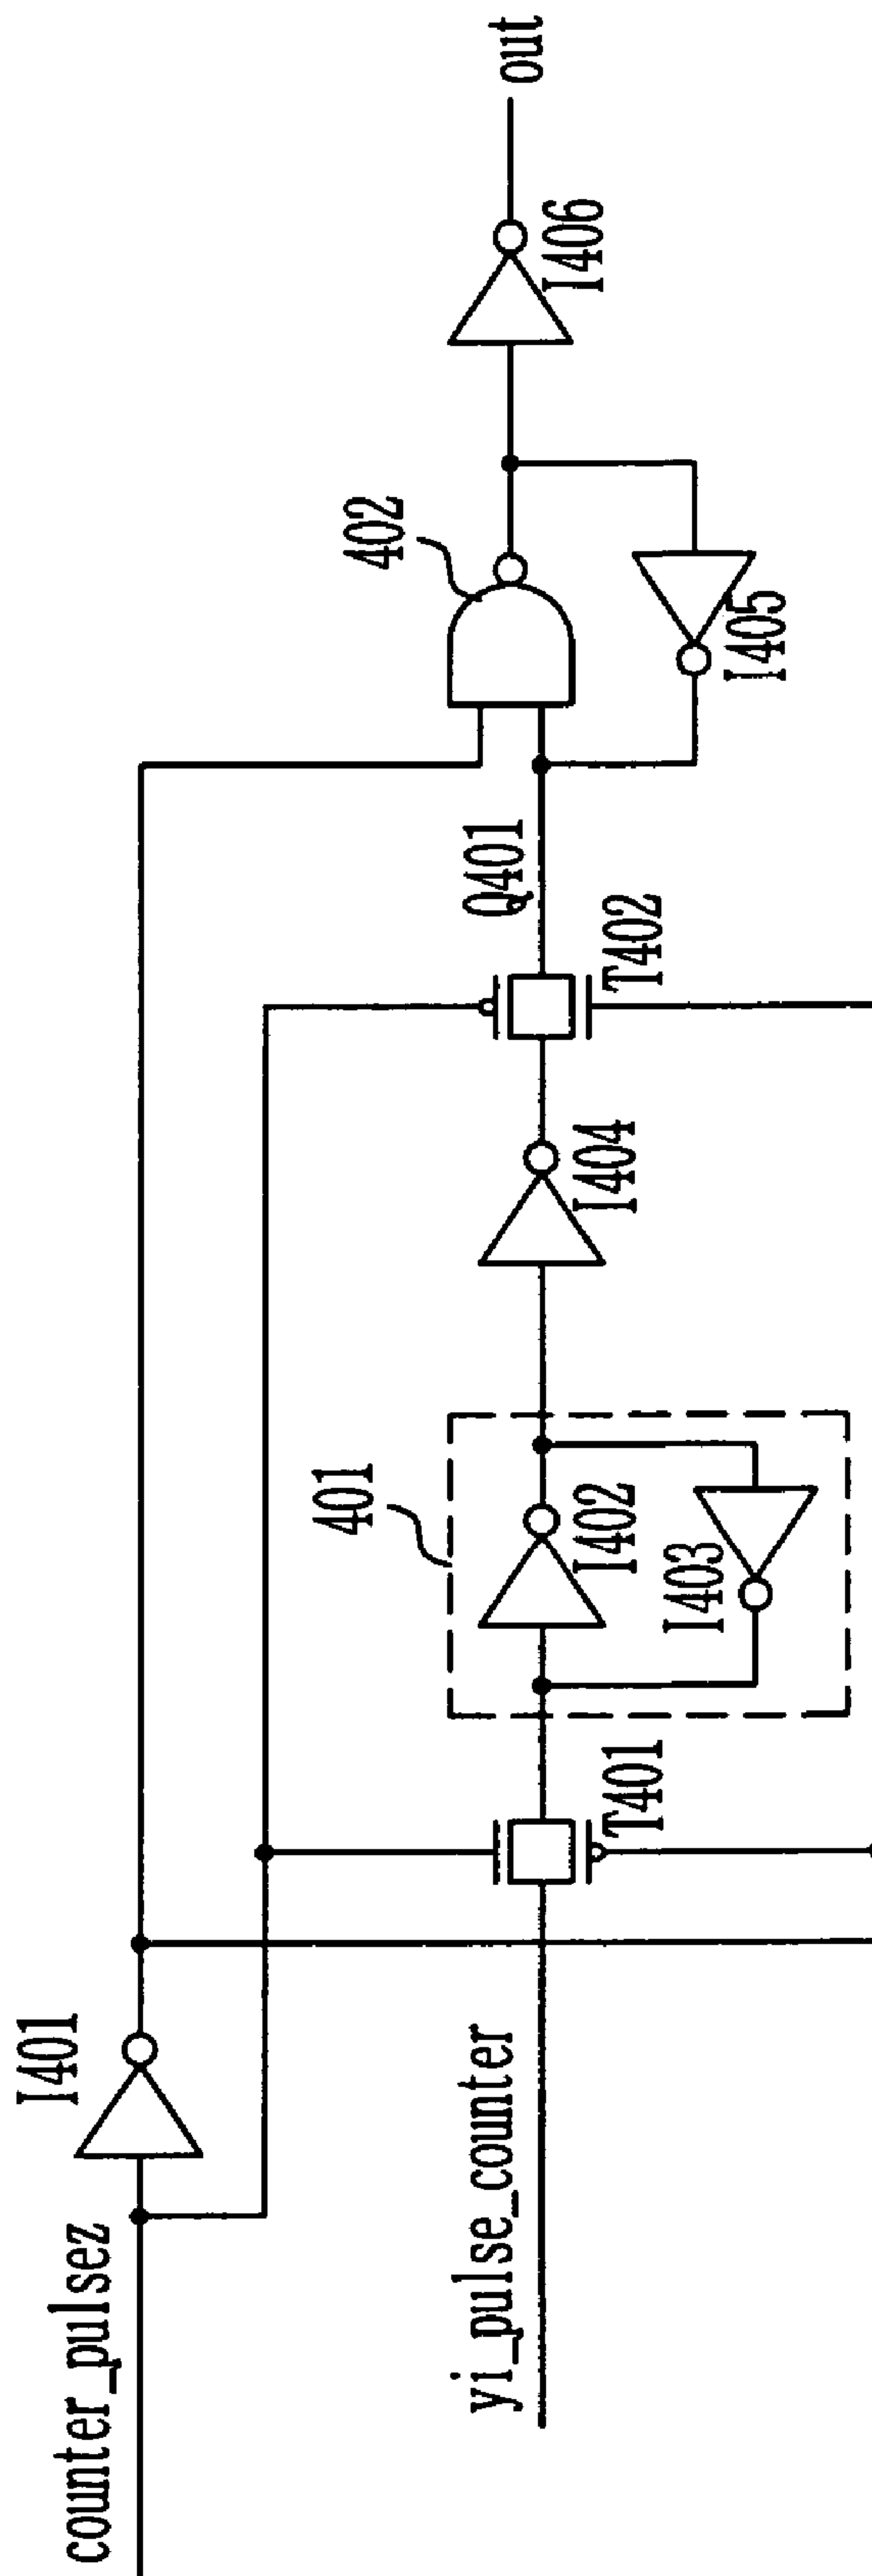 counter_pulsez
I401
yi_pulse_counter
T401
401
I402
I403
I404
T402
Q401
402
I405
I406
out